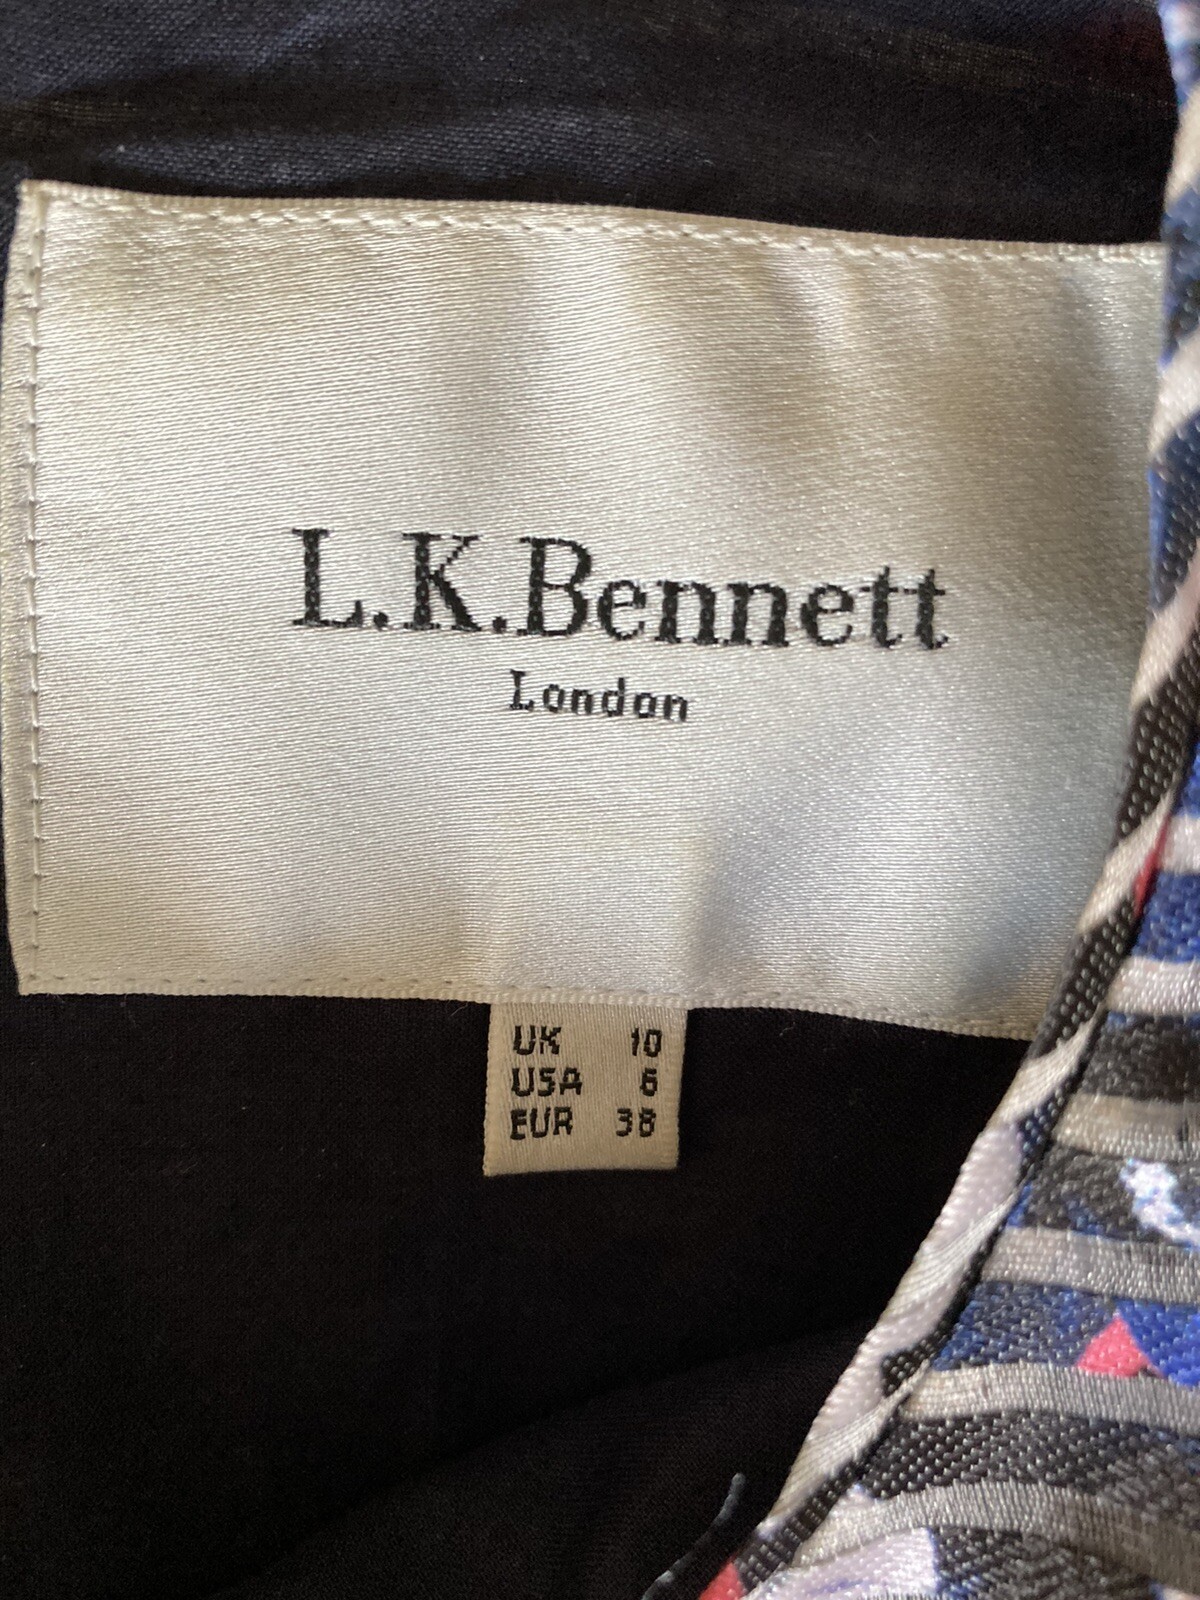 L.K.Bennett
London
UK 10
USA 6
EUR 38